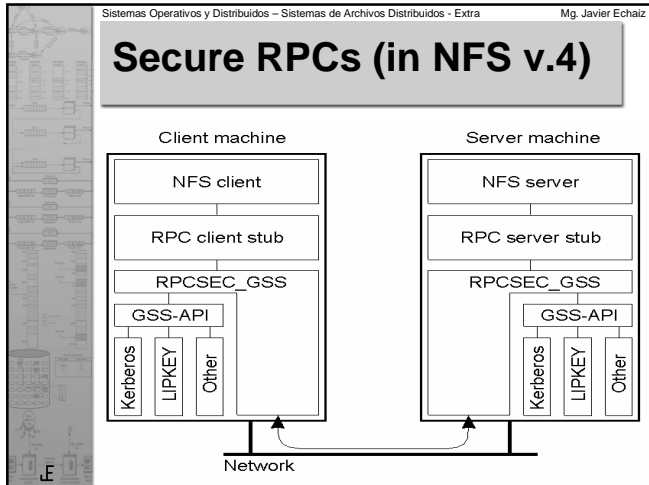 Sistemas Operativos y Distribuidos – Sistemas de Archivos Distribuidos - Extra
Mg. Javier Echaiz
Secure RPCs (in NFS v.4)
Client machine
NFS client
RPC client stub
RPCSEC_GSS
GSS-API
Kerberos
LIPKEY
Other
Server machine
NFS server
RPC server stub
RPCSEC_GSS
GSS-API
Kerberos
LIPKEY
Other
Network